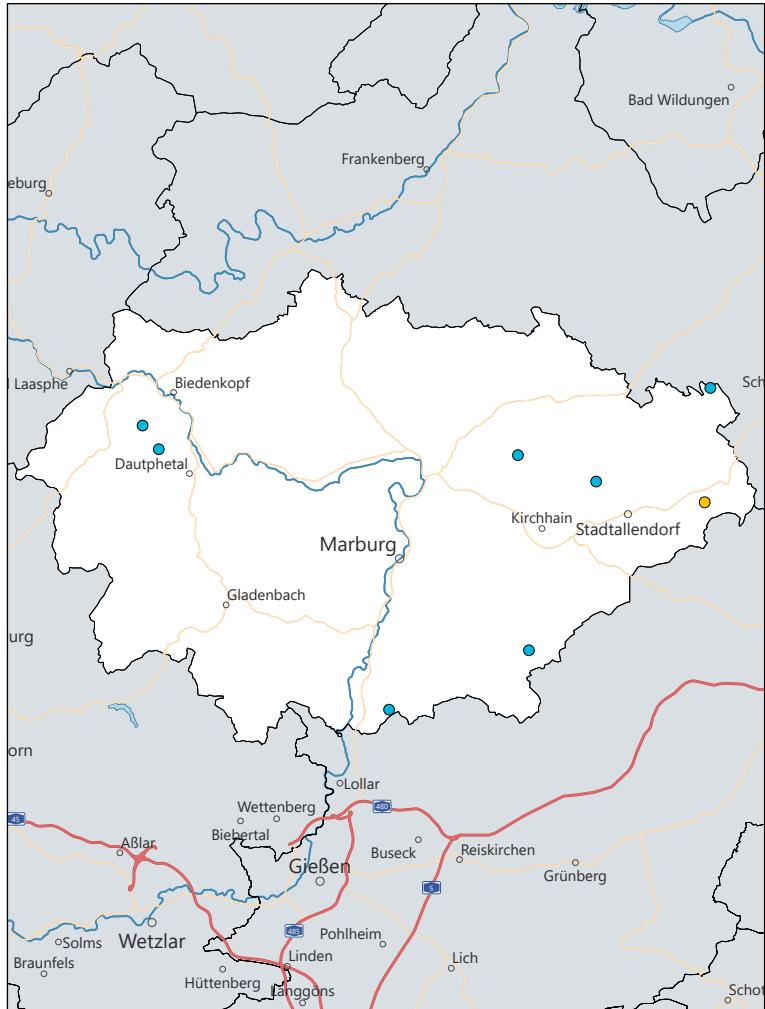 Bad Wildungen
Frankenberg
eburg
l Laasphe
Biedenkopf
Sch
Dautphetal
Kirchhain
Stadtallendorf
Marburg
Gladenbach
urg
orn
Lollar
Wettenberg
480
45
Biebertal
Aßlar
Buseck
Reiskirchen
Gießen
Grünberg
5
485
Pohlheim
Solms
Wetzlar
Linden
Lich
Braunfels
Hüttenberg
Langgöns
Schot